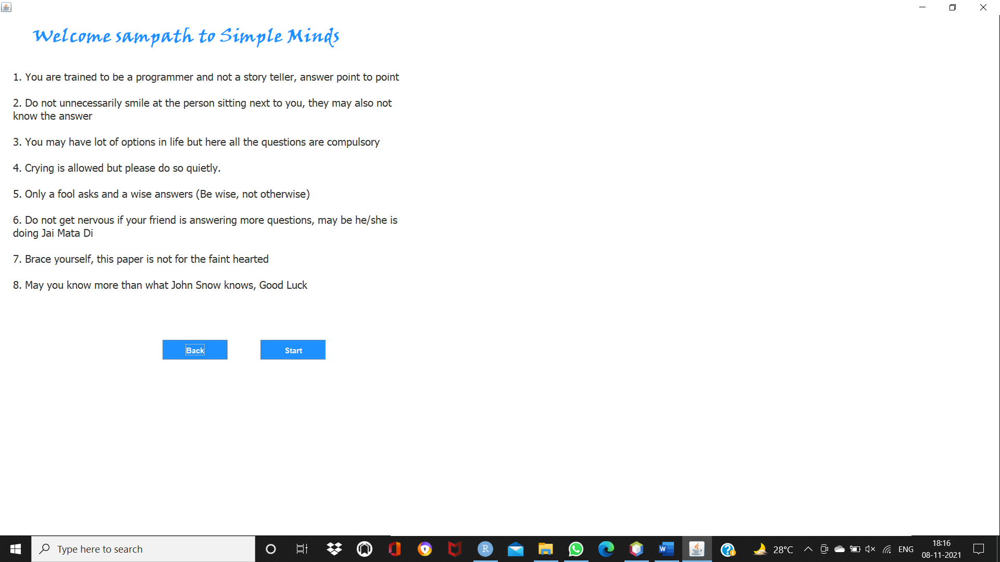 Welcome sampath to Simple Minds
1. You are trained to be a programmer and not a story teller, answer point to point
2. Do not unnecessarily smile at the person sitting next to you, they may also not
know the answer
3. You may have lot of options in life but here all the questions are compulsory
4. Crying is allowed but please do so quietly.
5. Only a fool asks and a wise answers (Be wise, not otherwise)
6. Do not get nervous if your friend is answering more questions, may be he/she is
doing Jai Mata Di
7. Brace yourself, this paper is not for the faint hearted
8. May you know more than what John Snow knows, Good Luck
Back Start
Type here to search
R
W
28°C
ENG
18:16
08-11-2021